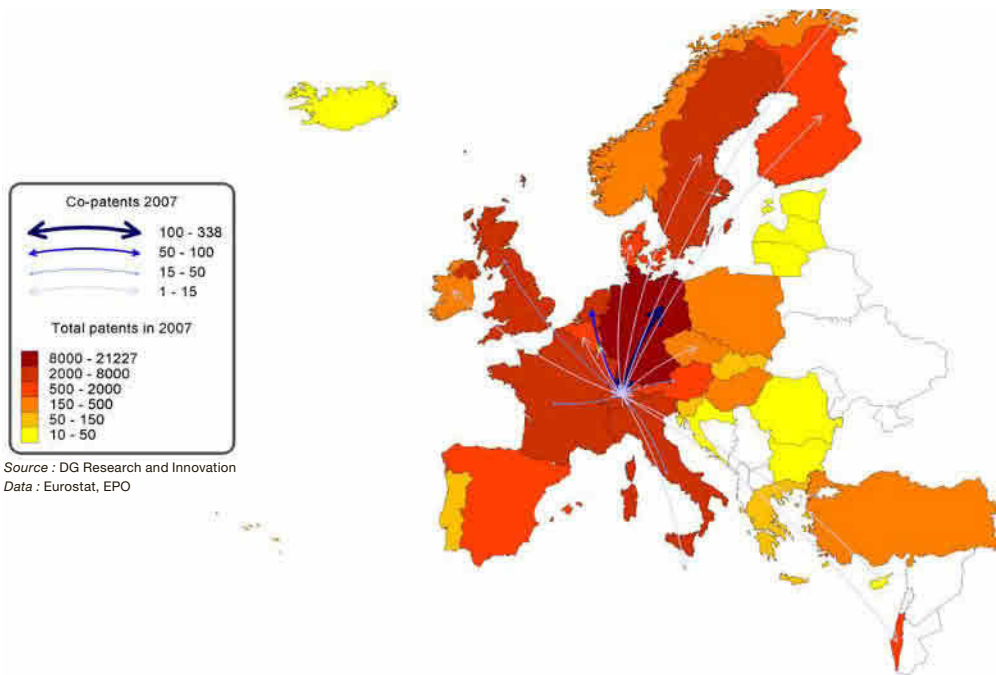 Co-patents 2007
100 - 338
50 - 100
15 - 50
1 - 15
Total patents in 2007
8000 - 21227
2000 - 8000
500 - 2000
150 - 500
50 - 150
10 - 50
Source : DG Research and Innovation
Data : Eurostat, EPO